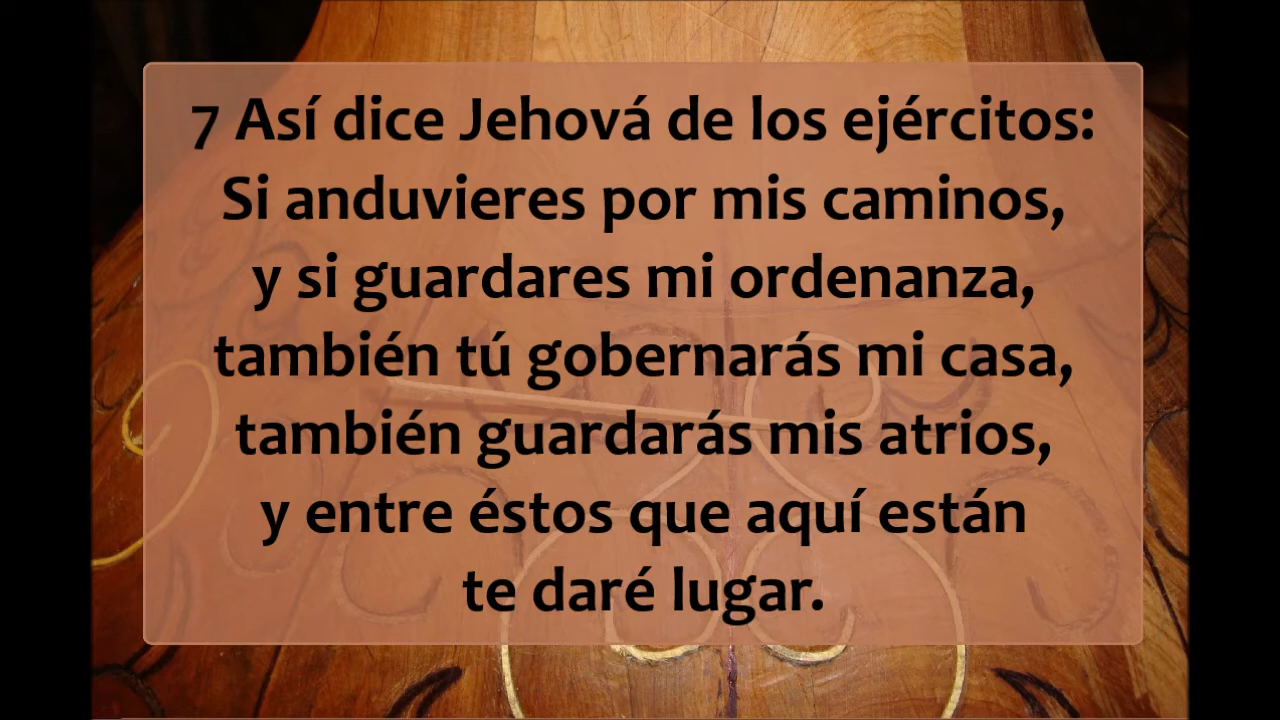 7 Así dice Jehová de los ejércitos:
Si anduvieres por mis caminos,
y si guardares mi ordenanza,
también tú gobernarás mi casa,
también guardarás mis atrios,
y entre éstos que aquí están
te daré lugar.